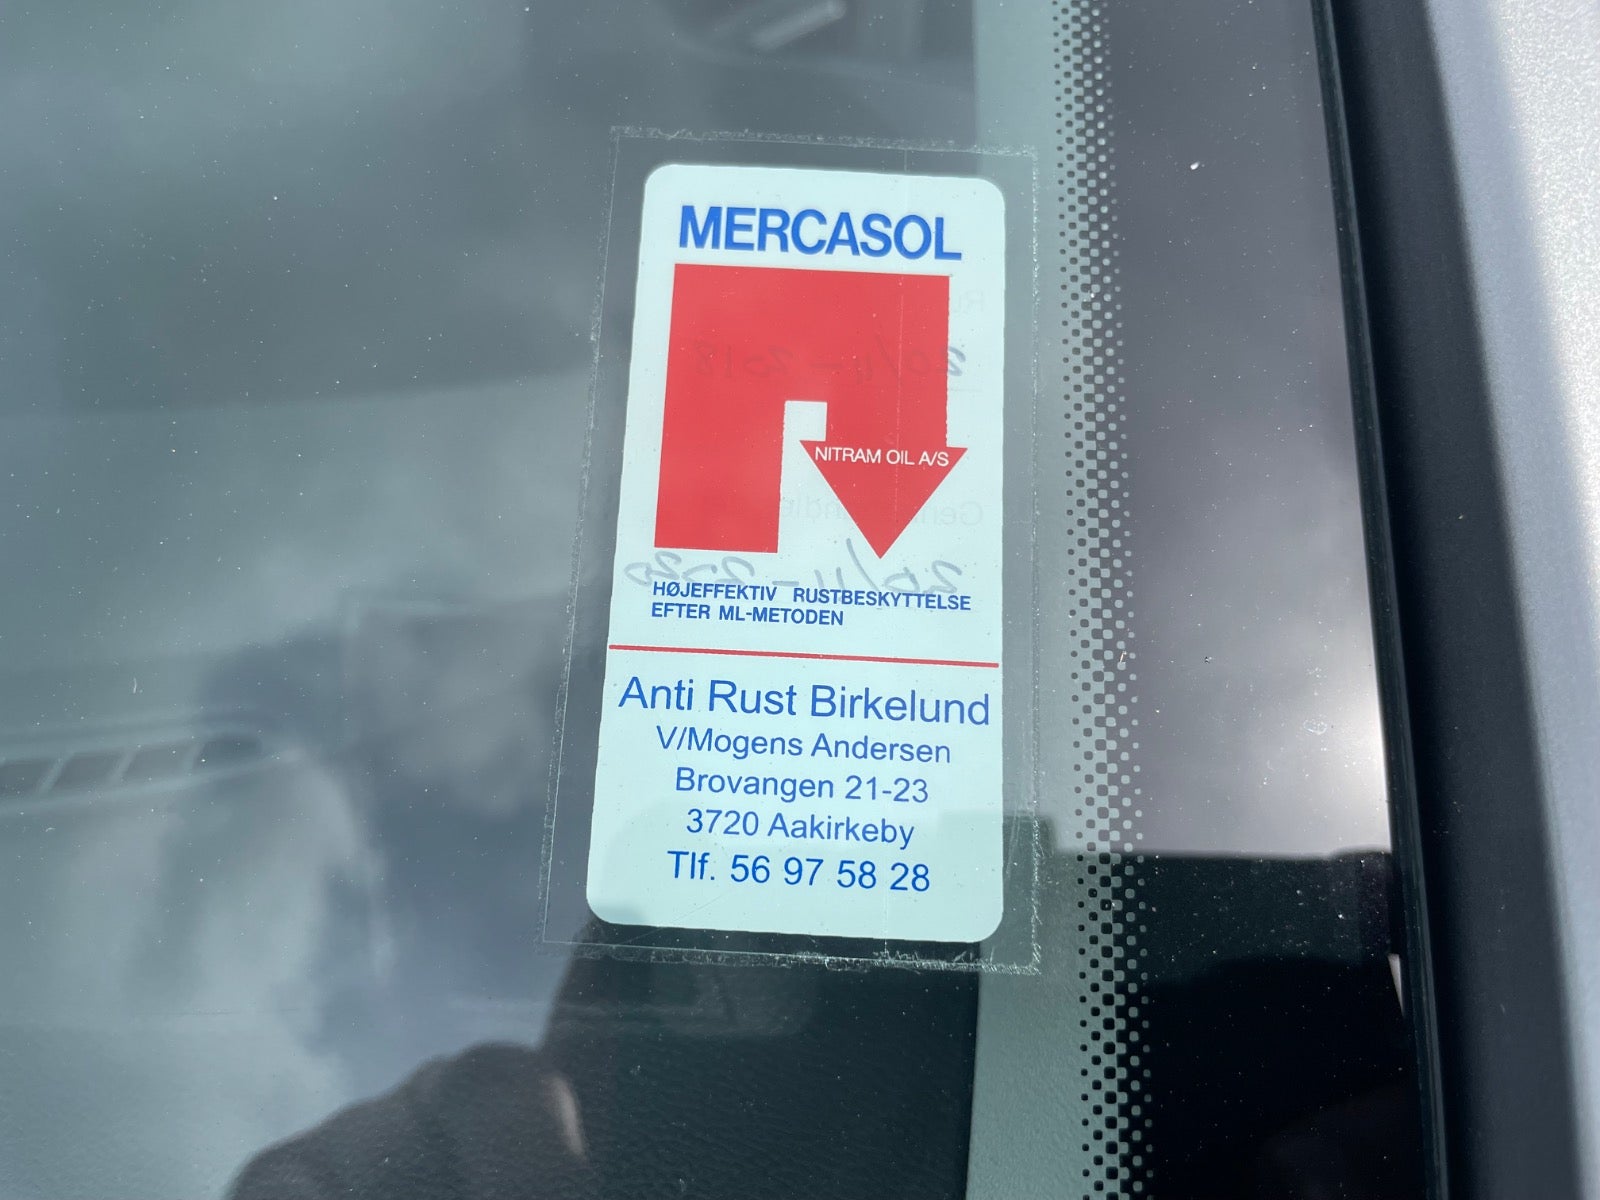 MERCASOL
NITRAM OIL A/S
HØJEFFEKTIV RUSTBESKYTTELSE
EFTER ML-METODEN
Anti Rust Birkelund
V/Mogens Andersen
Brovangen 21-23
3720 Aakirkeby
Tlf. 56 97 58 28